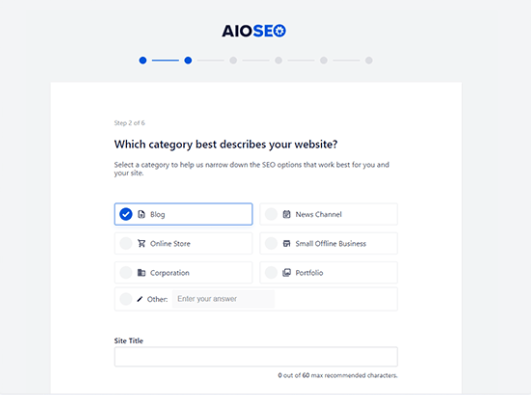 AIOSEO
Step 2 of 6
Which category best describes your website?
Select a category to help us narrow down the SEO options that work best for you and
your site.
Blog
News Channel
Online Store
Small Offline Business
Corporation
Portfolio
Other:
Enter your answer
Site Title
0 out of 60 max recommended characters.